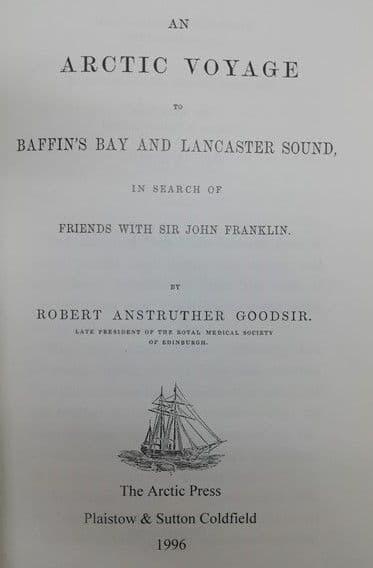 AN
ARCTIC VOYAGE
TO
BAFFIN'S BAY AND LANCASTER SOUND,
IN SEARCH OF
FRIENDS WITH SIR JOHN FRANKLIN.
BY
ROBERT ANSTRUTHER GOODSIR.
LATE PRESIDENT OF THE ROYAL MEDICAL SOCIETY
OF EDINBURGH.
The Arctic Press
Plaistow & Sutton Coldfield
1996